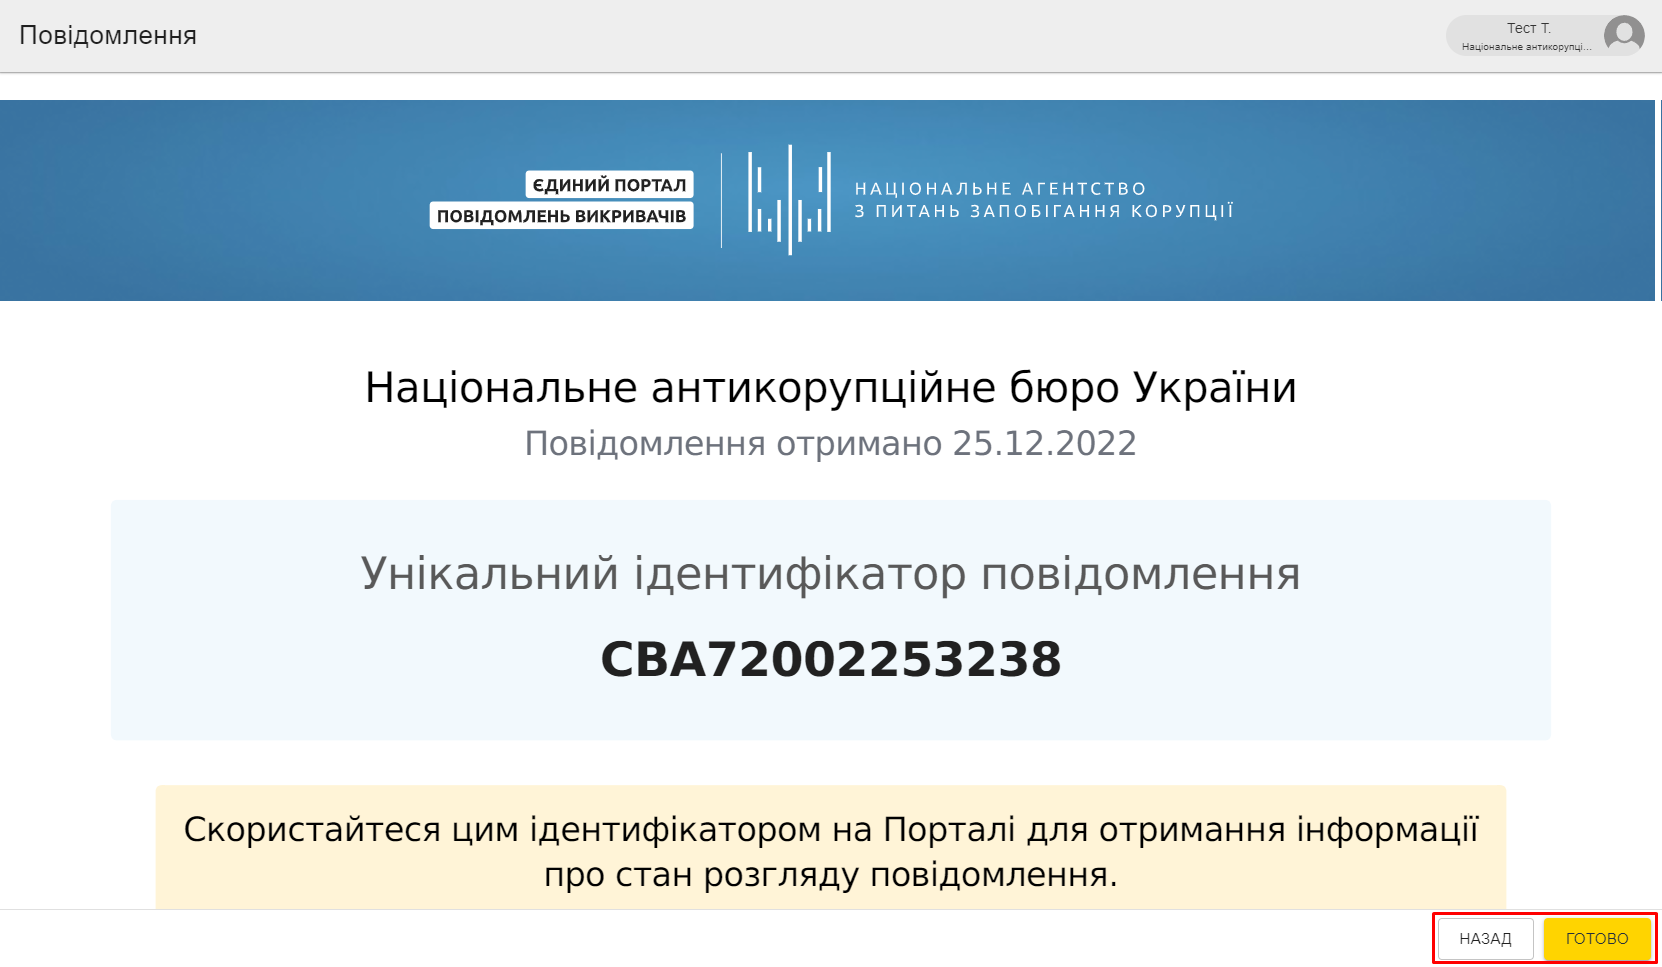 Повідомлення
Тест Т.
Національне антикорупці...
ЄДИНИЙ ПОРТАЛ
ПОВІДОМЛЕНЬ ВИКРИВАЧІВ
НАЦІОНАЛЬНЕ АГЕНТСТВО
З ПИТАНЬ ЗАПОБІГАННЯ КОРУПЦІЇ
Національне антикорупційне бюро України
Повідомлення отримано 25.12.2022
Унікальний ідентифікатор повідомлення
CBA72002253238
Скористайтеся цим ідентифікатором на Порталі для отримання інформації
про стан розгляду повідомлення.
НАЗАД
ГОТОВО